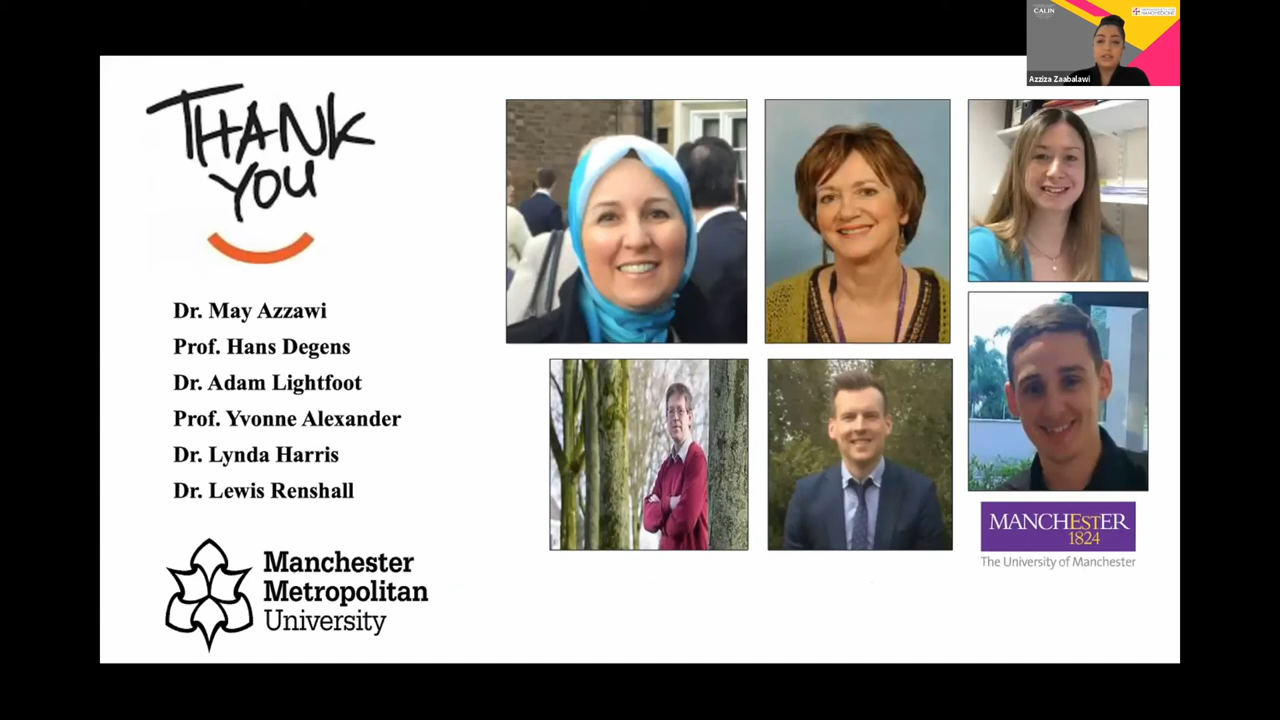 CALIN
NANOMEDICINE
Azziza Zaabalawi
THANK
YOU
Dr. May Azzawi
Prof. Hans Degens
Dr. Adam Lightfoot
Prof. Yvonne Alexander
Dr. Lynda Harris
Dr. Lewis Renshall
Manchester
Metropolitan
University
MANCHESTER
1824
The University of Manchester